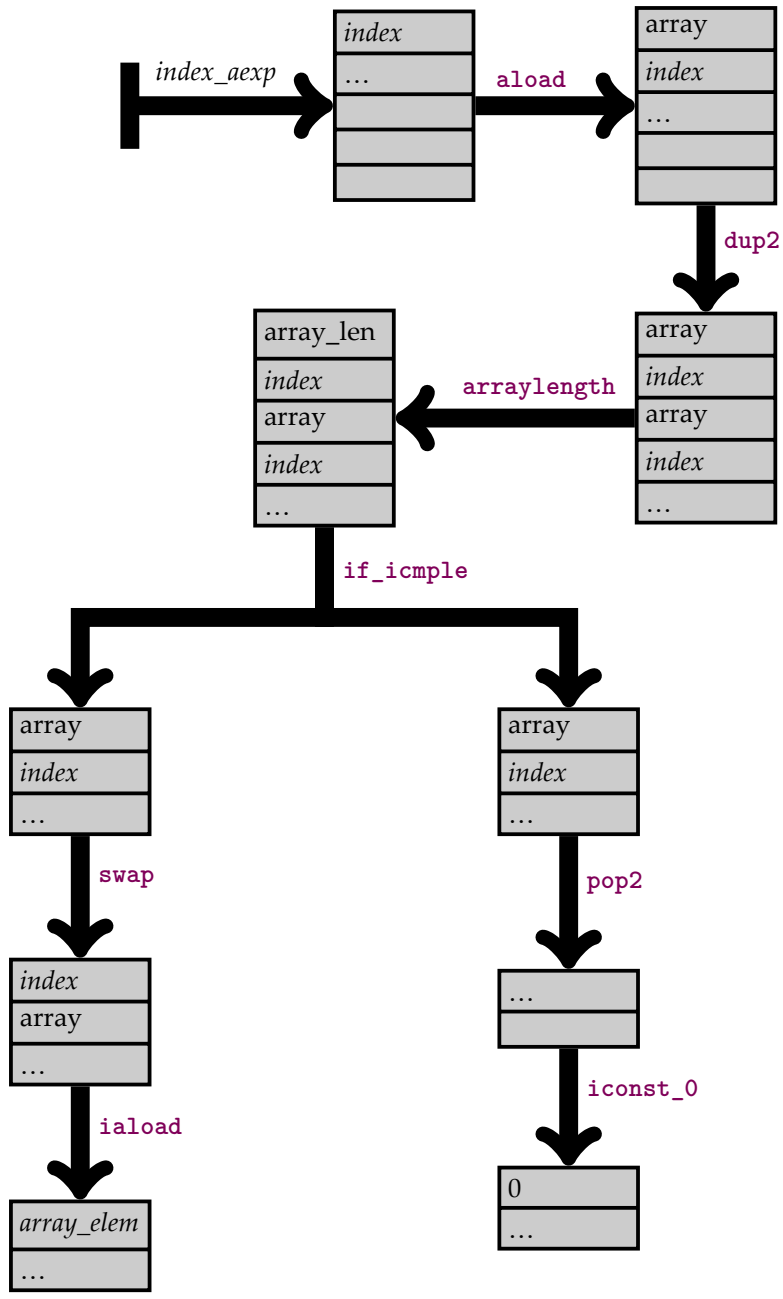 index_aexp
index
…
aload
array
index
…
dup2
array
index
array
index
…
arraylength
array_len
index
array
index
…
if_icmple
array
index
…
swap
index
array
…
iaload
array_elem
…
array
index
…
pop2
…
iconst_0
0
…